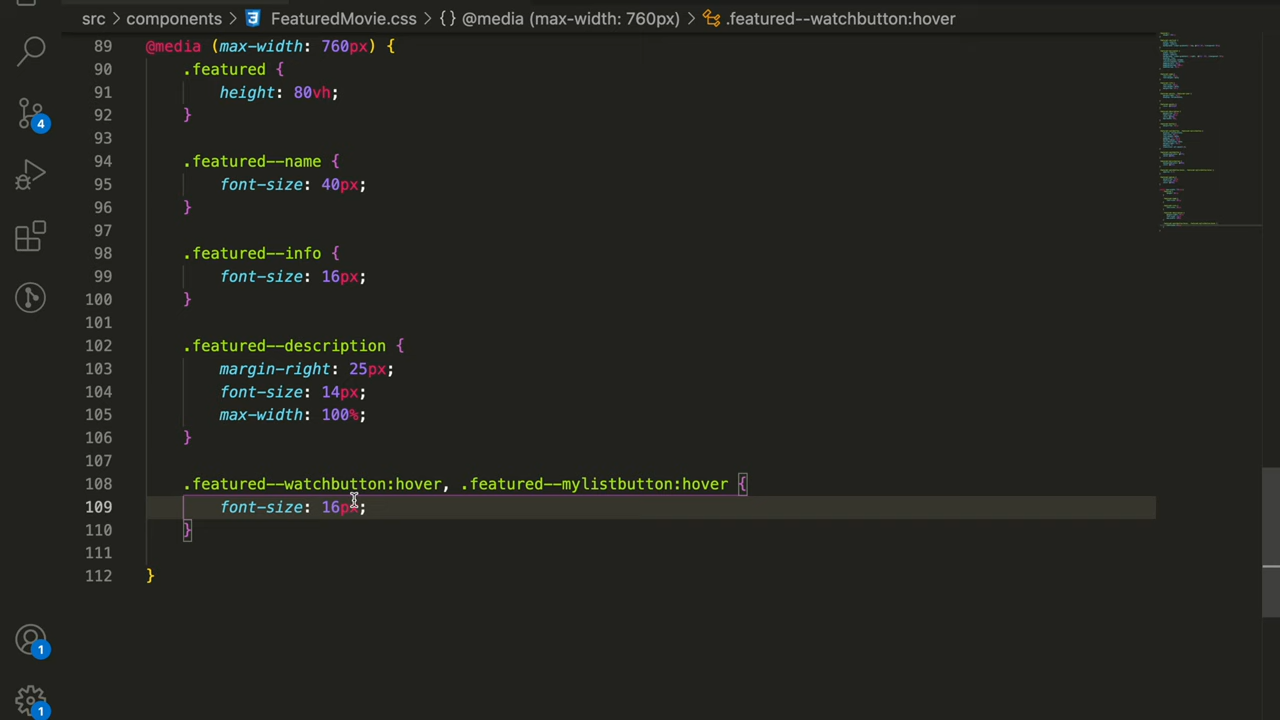 src > components > FeaturedMovie.css > {} @media (max-width: 760px) > .featured--watchbutton:hover
89 @media (max-width: 760px) {
90 .featured {
91 height: 80vh;
92 }
93
94 .featured--name {
95 font-size: 40px;
96 }
97
98 .featured--info {
99 font-size: 16px;
100 }
101
102 .featured--description {
103 margin-right: 25px;
104 font-size: 14px;
105 max-width: 100%;
106 }
107
108 .featured--watchbutton:hover, .featured--mylistbutton:hover {
109 font-size: 16px;
110 }
111
112 }
4
1
1